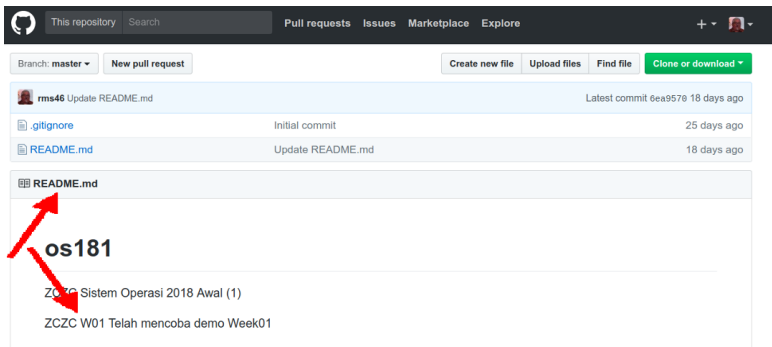 This repository Search Pull requests Issues Marketplace Explore
Branch: master New pull request Create new file Upload files Find file Clone or download
rms46 Update README.md Latest commit 6ea9570 18 days ago
.gitignore Initial commit 25 days ago
README.md Update README.md 18 days ago
README.md
os181
ZCZC Sistem Operasi 2018 Awal (1)
ZCZC W01 Telah mencoba demo Week01